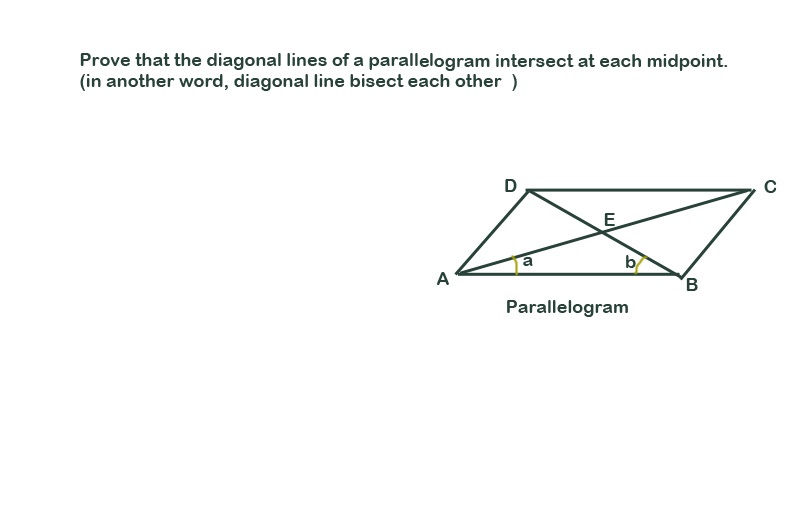 Prove that the diagonal lines of a parallelogram intersect at each midpoint.
(in another word, diagonal line bisect each other  )
D
C
E
a
b
A
B
Parallelogram